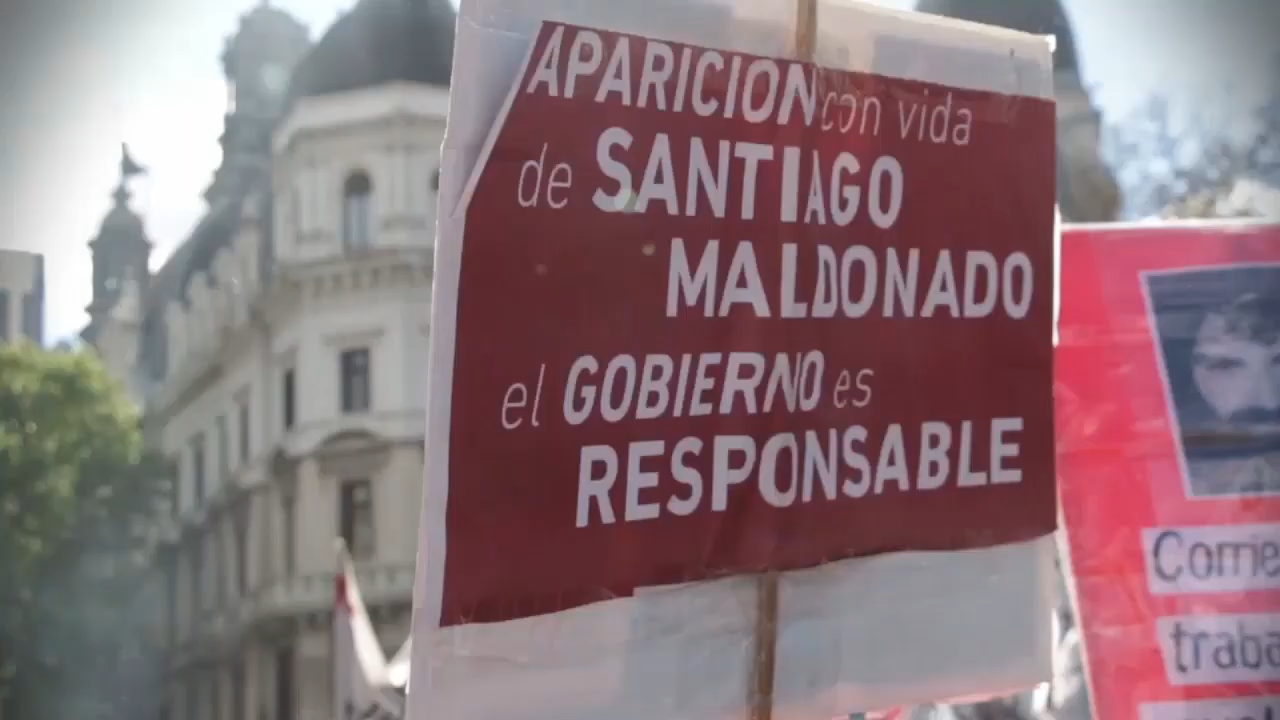 APARICION con vida
de SANTIAGO
MALDONADO
el GOBIERNO es
RESPONSABLE